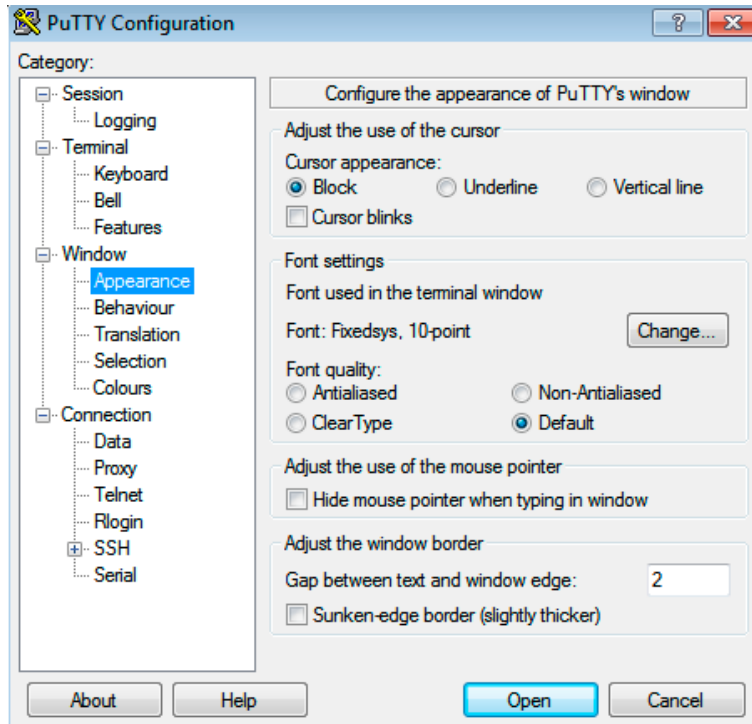 PuTTY Configuration
Category:
Session
Logging
Terminal
Keyboard
Bell
Features
Window
Appearance
Behaviour
Translation
Selection
Colours
Connection
Data
Proxy
Telnet
Rlogin
SSH
Serial
Configure the appearance of PuTTY's window
Adjust the use of the cursor
Cursor appearance:
Block Underline Vertical line
Cursor blinks
Font settings
Font used in the terminal window
Font: Fixedsys, 10-point Change...
Font quality:
Antialiased Non-Antialiased
ClearType Default
Adjust the use of the mouse pointer
Hide mouse pointer when typing in window
Adjust the window border
Gap between text and window edge: 2
Sunken-edge border (slightly thicker)
About Help Open Cancel